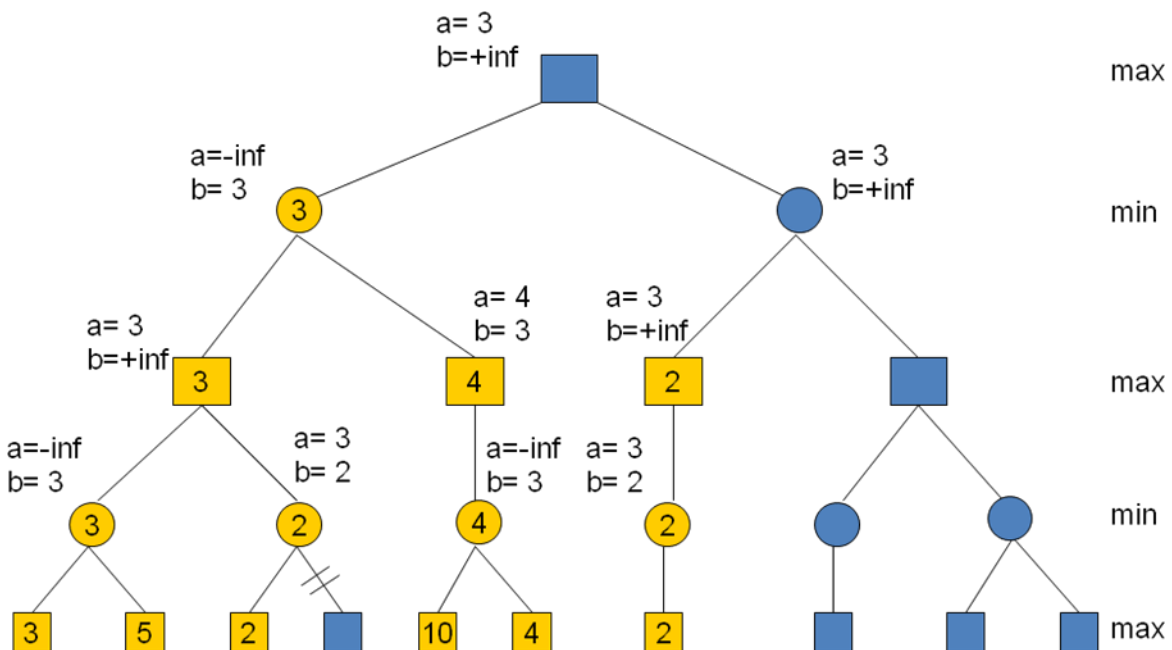 a= 3
b=+inf
max
a=-inf
b= 3
3
a= 3
b=+inf
min
a= 3
b=+inf
3
a= 4
b= 3
4
a= 3
b=+inf
2
max
a=-inf
b= 3
3
a= 3
b= 2
2
a=-inf
b= 3
4
a= 3
b= 2
2
min
3
5
2
10
4
2
max